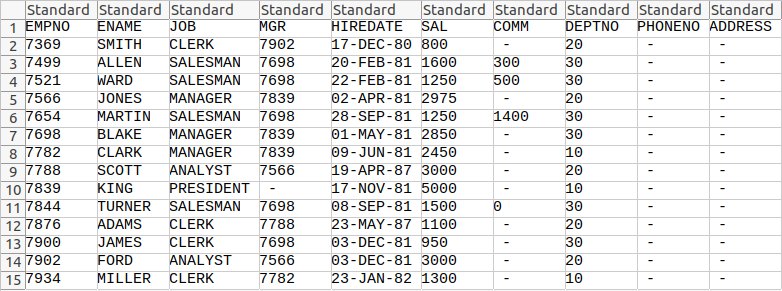 Standard Standard Standard Standard Standard Standard Standard Standard Standard Standard
1 EMPNO ENAME JOB MGR HIREDATE SAL COMM DEPTNO PHONENO ADDRESS
2 7369 SMITH CLERK 7902 17-DEC-80 800 - 20 - -
3 7499 ALLEN SALESMAN 7698 20-FEB-81 1600 300 30 - -
4 7521 WARD SALESMAN 7698 22-FEB-81 1250 500 30 - -
5 7566 JONES MANAGER 7839 02-APR-81 2975 - 20 - -
6 7654 MARTIN SALESMAN 7698 28-SEP-81 1250 1400 30 - -
7 7698 BLAKE MANAGER 7839 01-MAY-81 2850 - 30 - -
8 7782 CLARK MANAGER 7839 09-JUN-81 2450 - 10 - -
9 7788 SCOTT ANALYST 7566 19-APR-87 3000 - 20 - -
10 7839 KING PRESIDENT - 17-NOV-81 5000 - 10 - -
11 7844 TURNER SALESMAN 7698 08-SEP-81 1500 0 30 - -
12 7876 ADAMS CLERK 7788 23-MAY-87 1100 - 20 - -
13 7900 JAMES CLERK 7698 03-DEC-81 950 - 30 - -
14 7902 FORD ANALYST 7566 03-DEC-81 3000 - 20 - -
15 7934 MILLER CLERK 7782 23-JAN-82 1300 - 10 - -